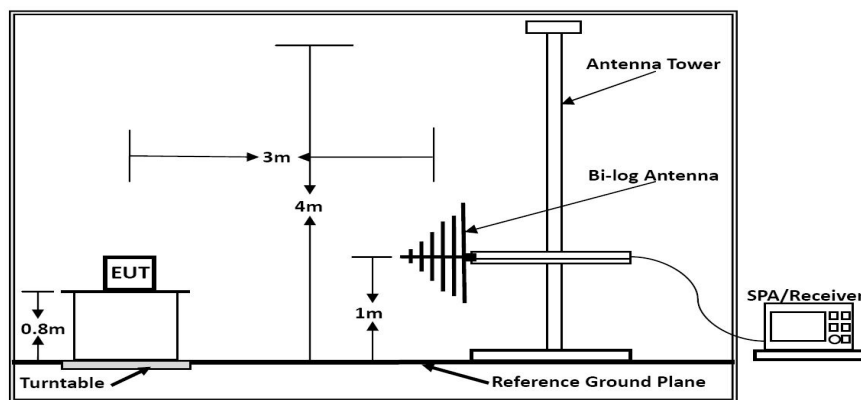 Antenna Tower
3m
Bi-log Antenna
4m
EUT
SPA/Receiver
0.8m
1m
Turntable
Reference Ground Plane